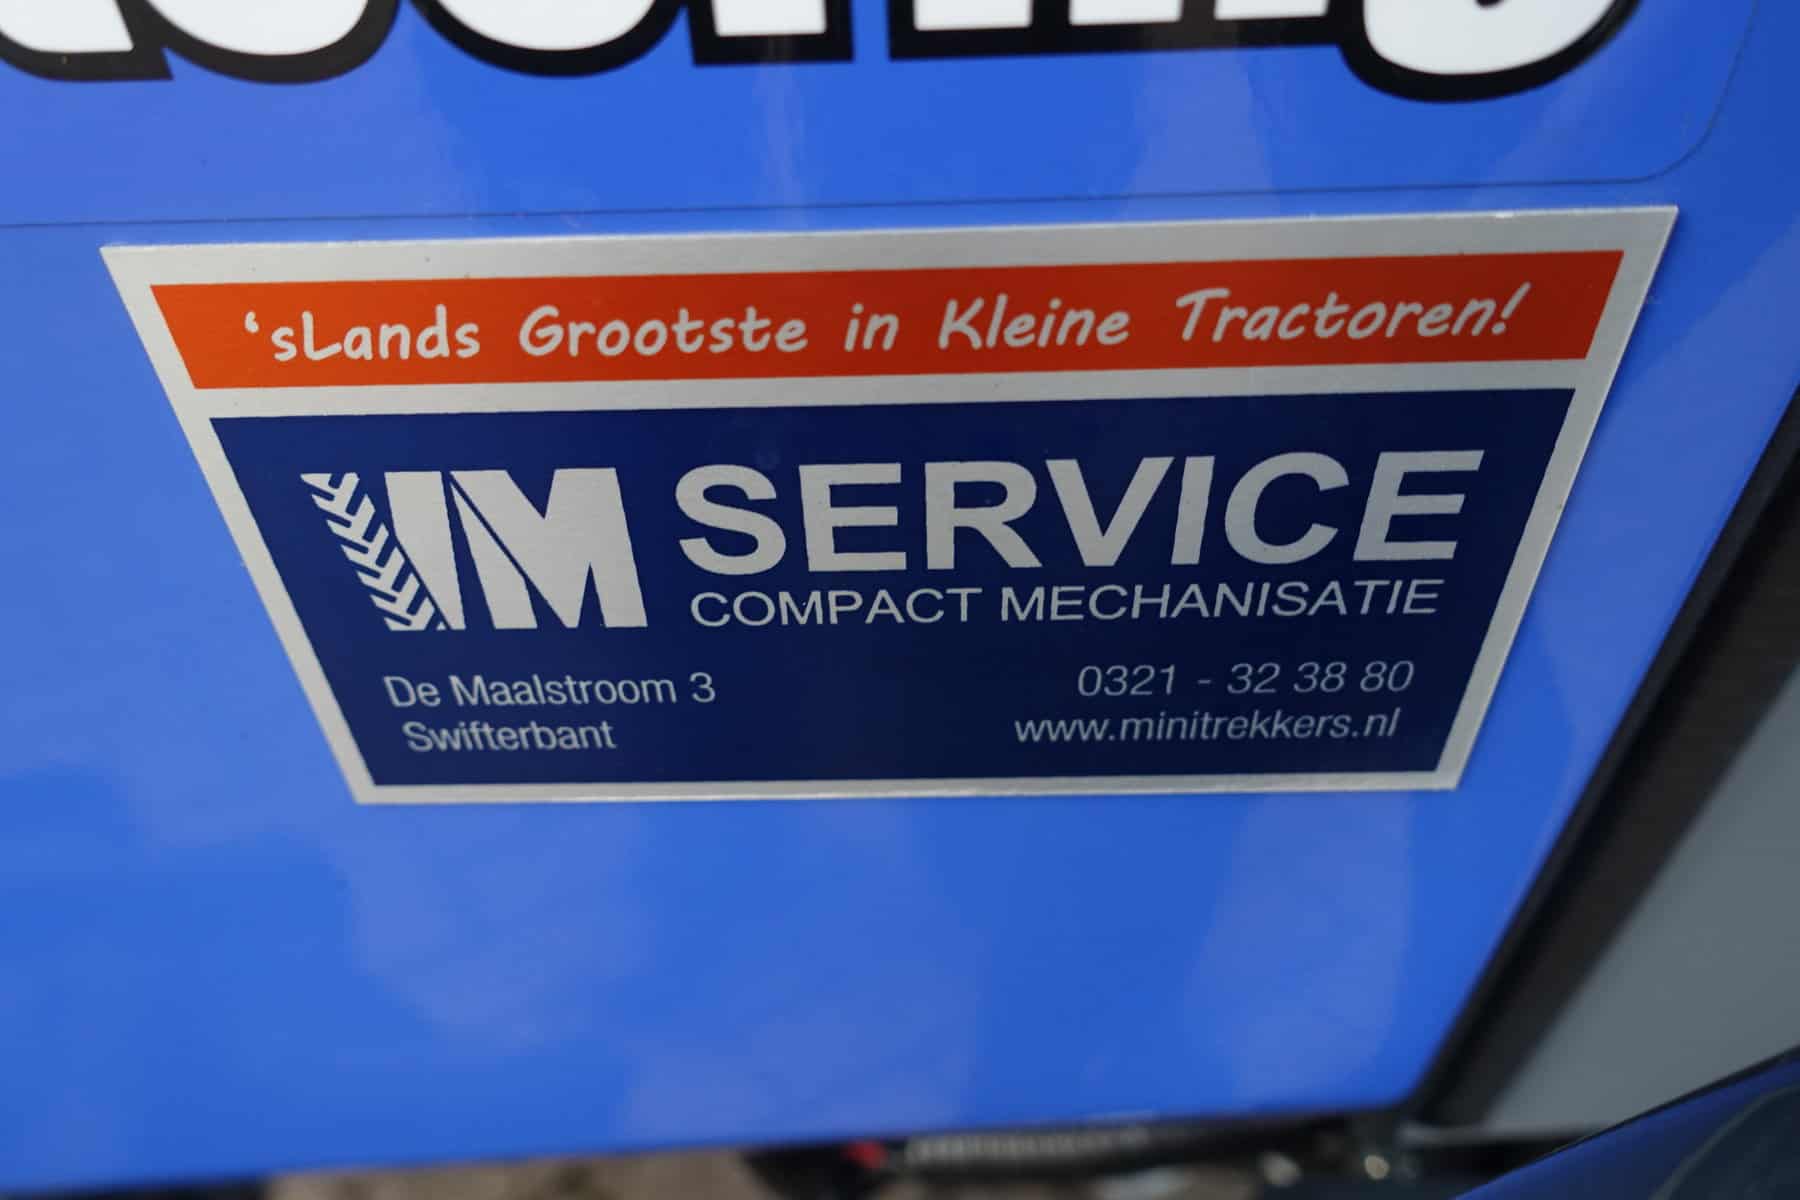 'sLands Grootste in Kleine Tractoren!
IM SERVICE
COMPACT MECHANISATIE
De Maalstroom 3
Swifterbant
0321 - 32 38 80
www.minitrekkers.nl